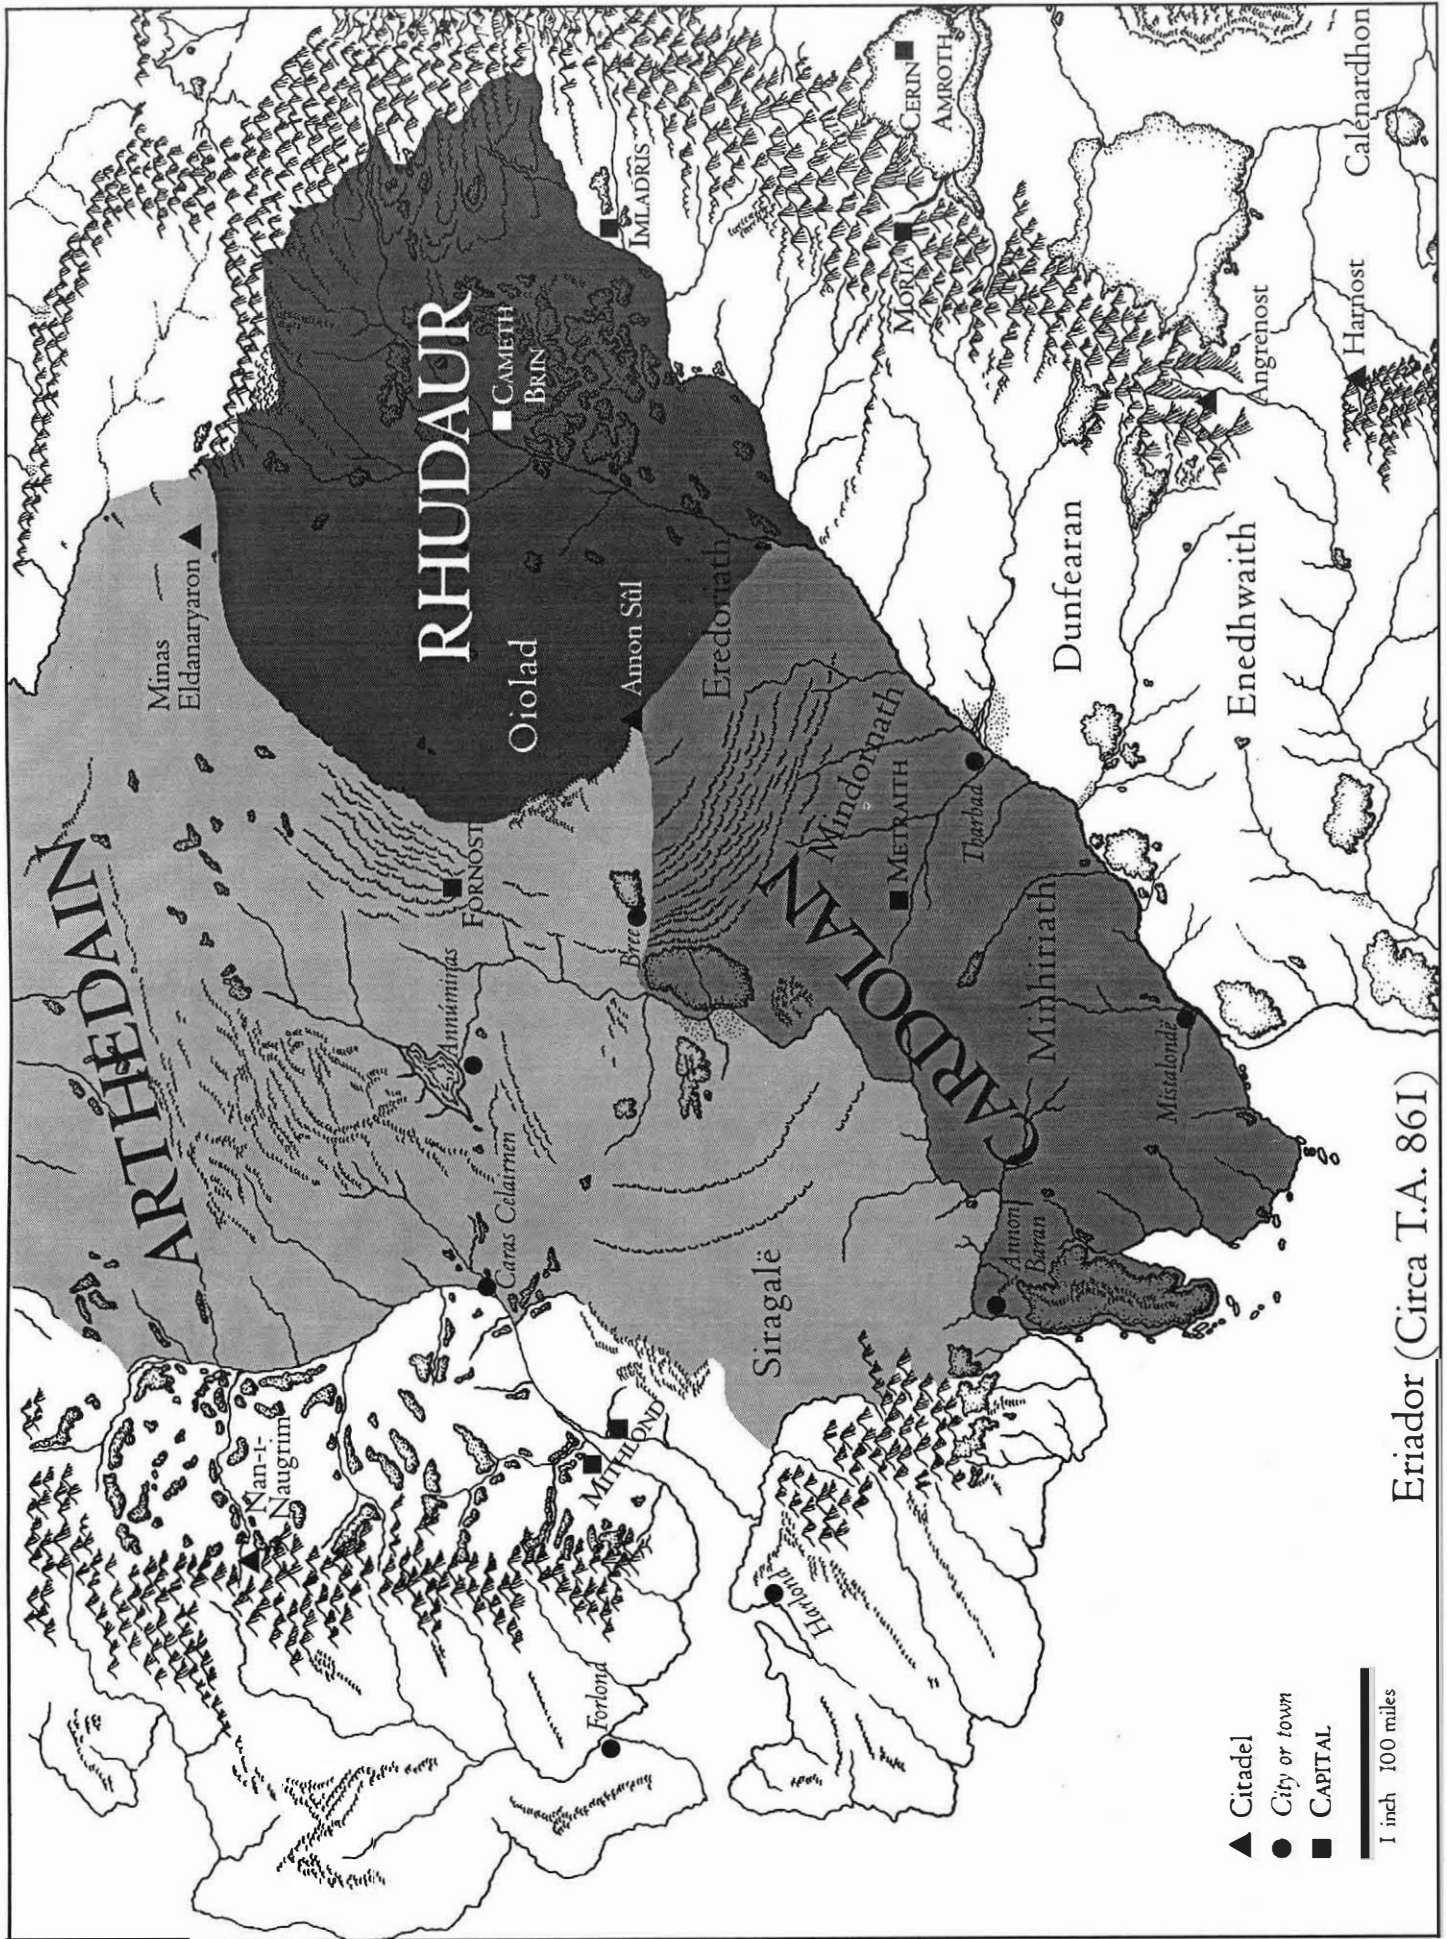 ARTHEDAIN
Minas
Eldanaryaron
RHUDAUR
CAMETH
BRIN
Oiolad
Amon Sûl
IMLADRIS
Eredoriath
FORNOST
Annúminas
Bree
Caras Celairnen
Nan-i-
Naugrim
MITHLOND
Forlond
Harlond
Siragalë
CARDOLAN
Mindornath
METRAITH
Tharbad
Minhiriath
Mistalondë
Annon
Baran
MORIA
CERIN
AMROTH
Dunfearan
Enedhwaith
Angrenost
Harnost
Calenardhon
Citadel
City or town
CAPITAL
1 inch 100 miles
Eriador (Circa T.A. 861)